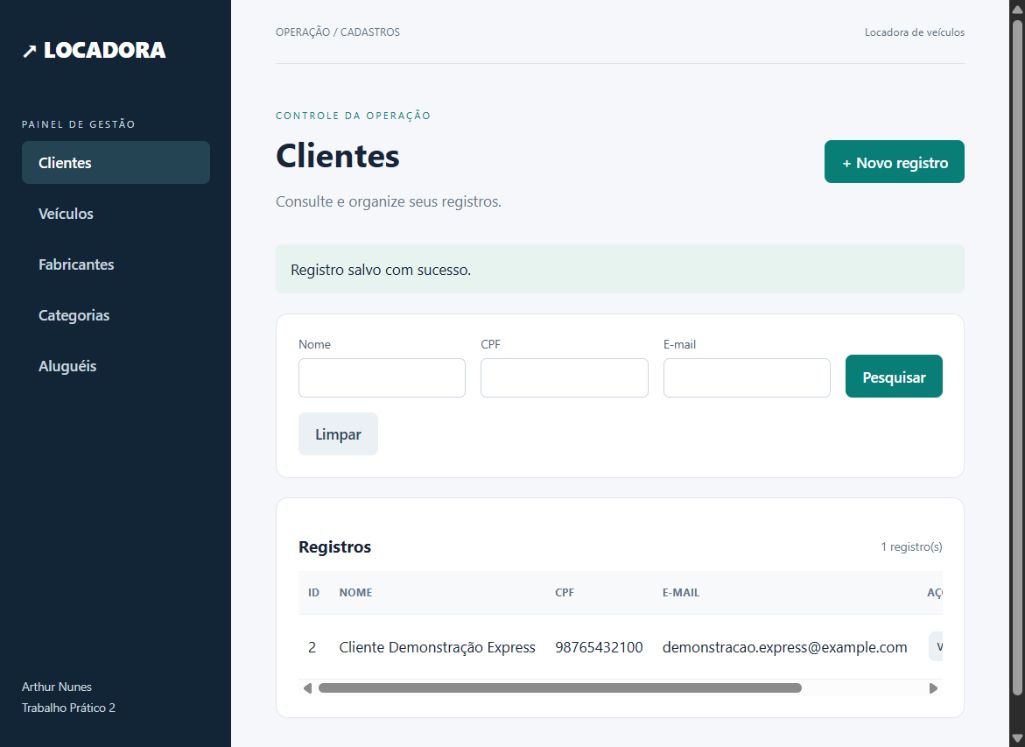 ↗ LOCADORA
PAINEL DE GESTÃO
Clientes
Veículos
Fabricantes
Categorias
Aluguéis
Arthur Nunes
Trabalho Prático 2
OPERAÇÃO / CADASTROS
Locadora de veículos
CONTROLE DA OPERAÇÃO
Clientes
+ Novo registro
Consulte e organize seus registros.
Registro salvo com sucesso.
Nome CPF E-mail
Pesquisar
Limpar
Registros
1 registro(s)
ID NOME CPF E-MAIL
2 Cliente Demonstração Express 98765432100 demonstracao.express@example.com